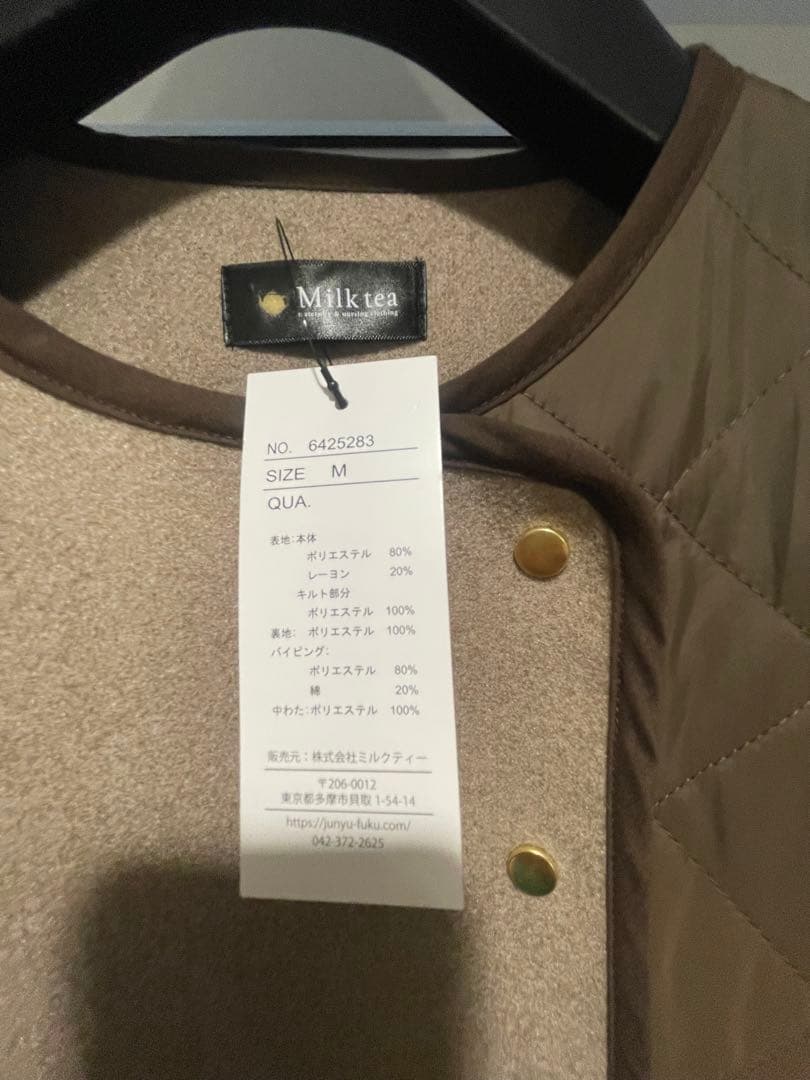 Milk tea
maternity & nursing clothing
NO. 6425283
SIZE M
QUA.
表地:本体
ポリエステル 80%
レーヨン 20%
キルト部分
ポリエステル 100%
裏地: ポリエステル 100%
パイピング:
ポリエステル 80%
綿 20%
中わた:ポリエステル 100%
販売元:株式会社ミルクティー
〒206-0012
東京都多摩市貝取 1-54-14
https://junyu-fuku.com/
042-372-2625